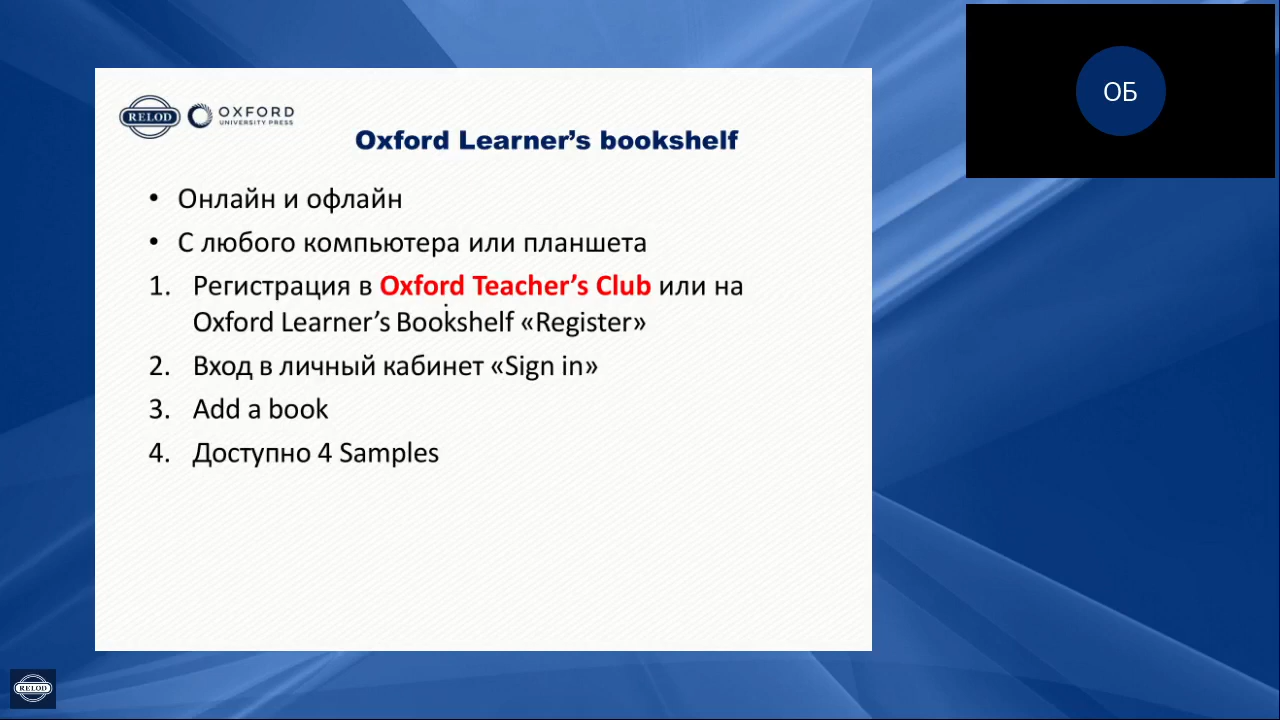 ОБ
RELOD
OXFORD
UNIVERSITY PRESS
Oxford Learner’s bookshelf
• Онлайн и офлайн
• С любого компьютера или планшета
1. Регистрация в Oxford Teacher’s Club или на
Oxford Learner’s Bookshelf «Register»
2. Вход в личный кабинет «Sign in»
3. Add a book
4. Доступно 4 Samples
RELOD